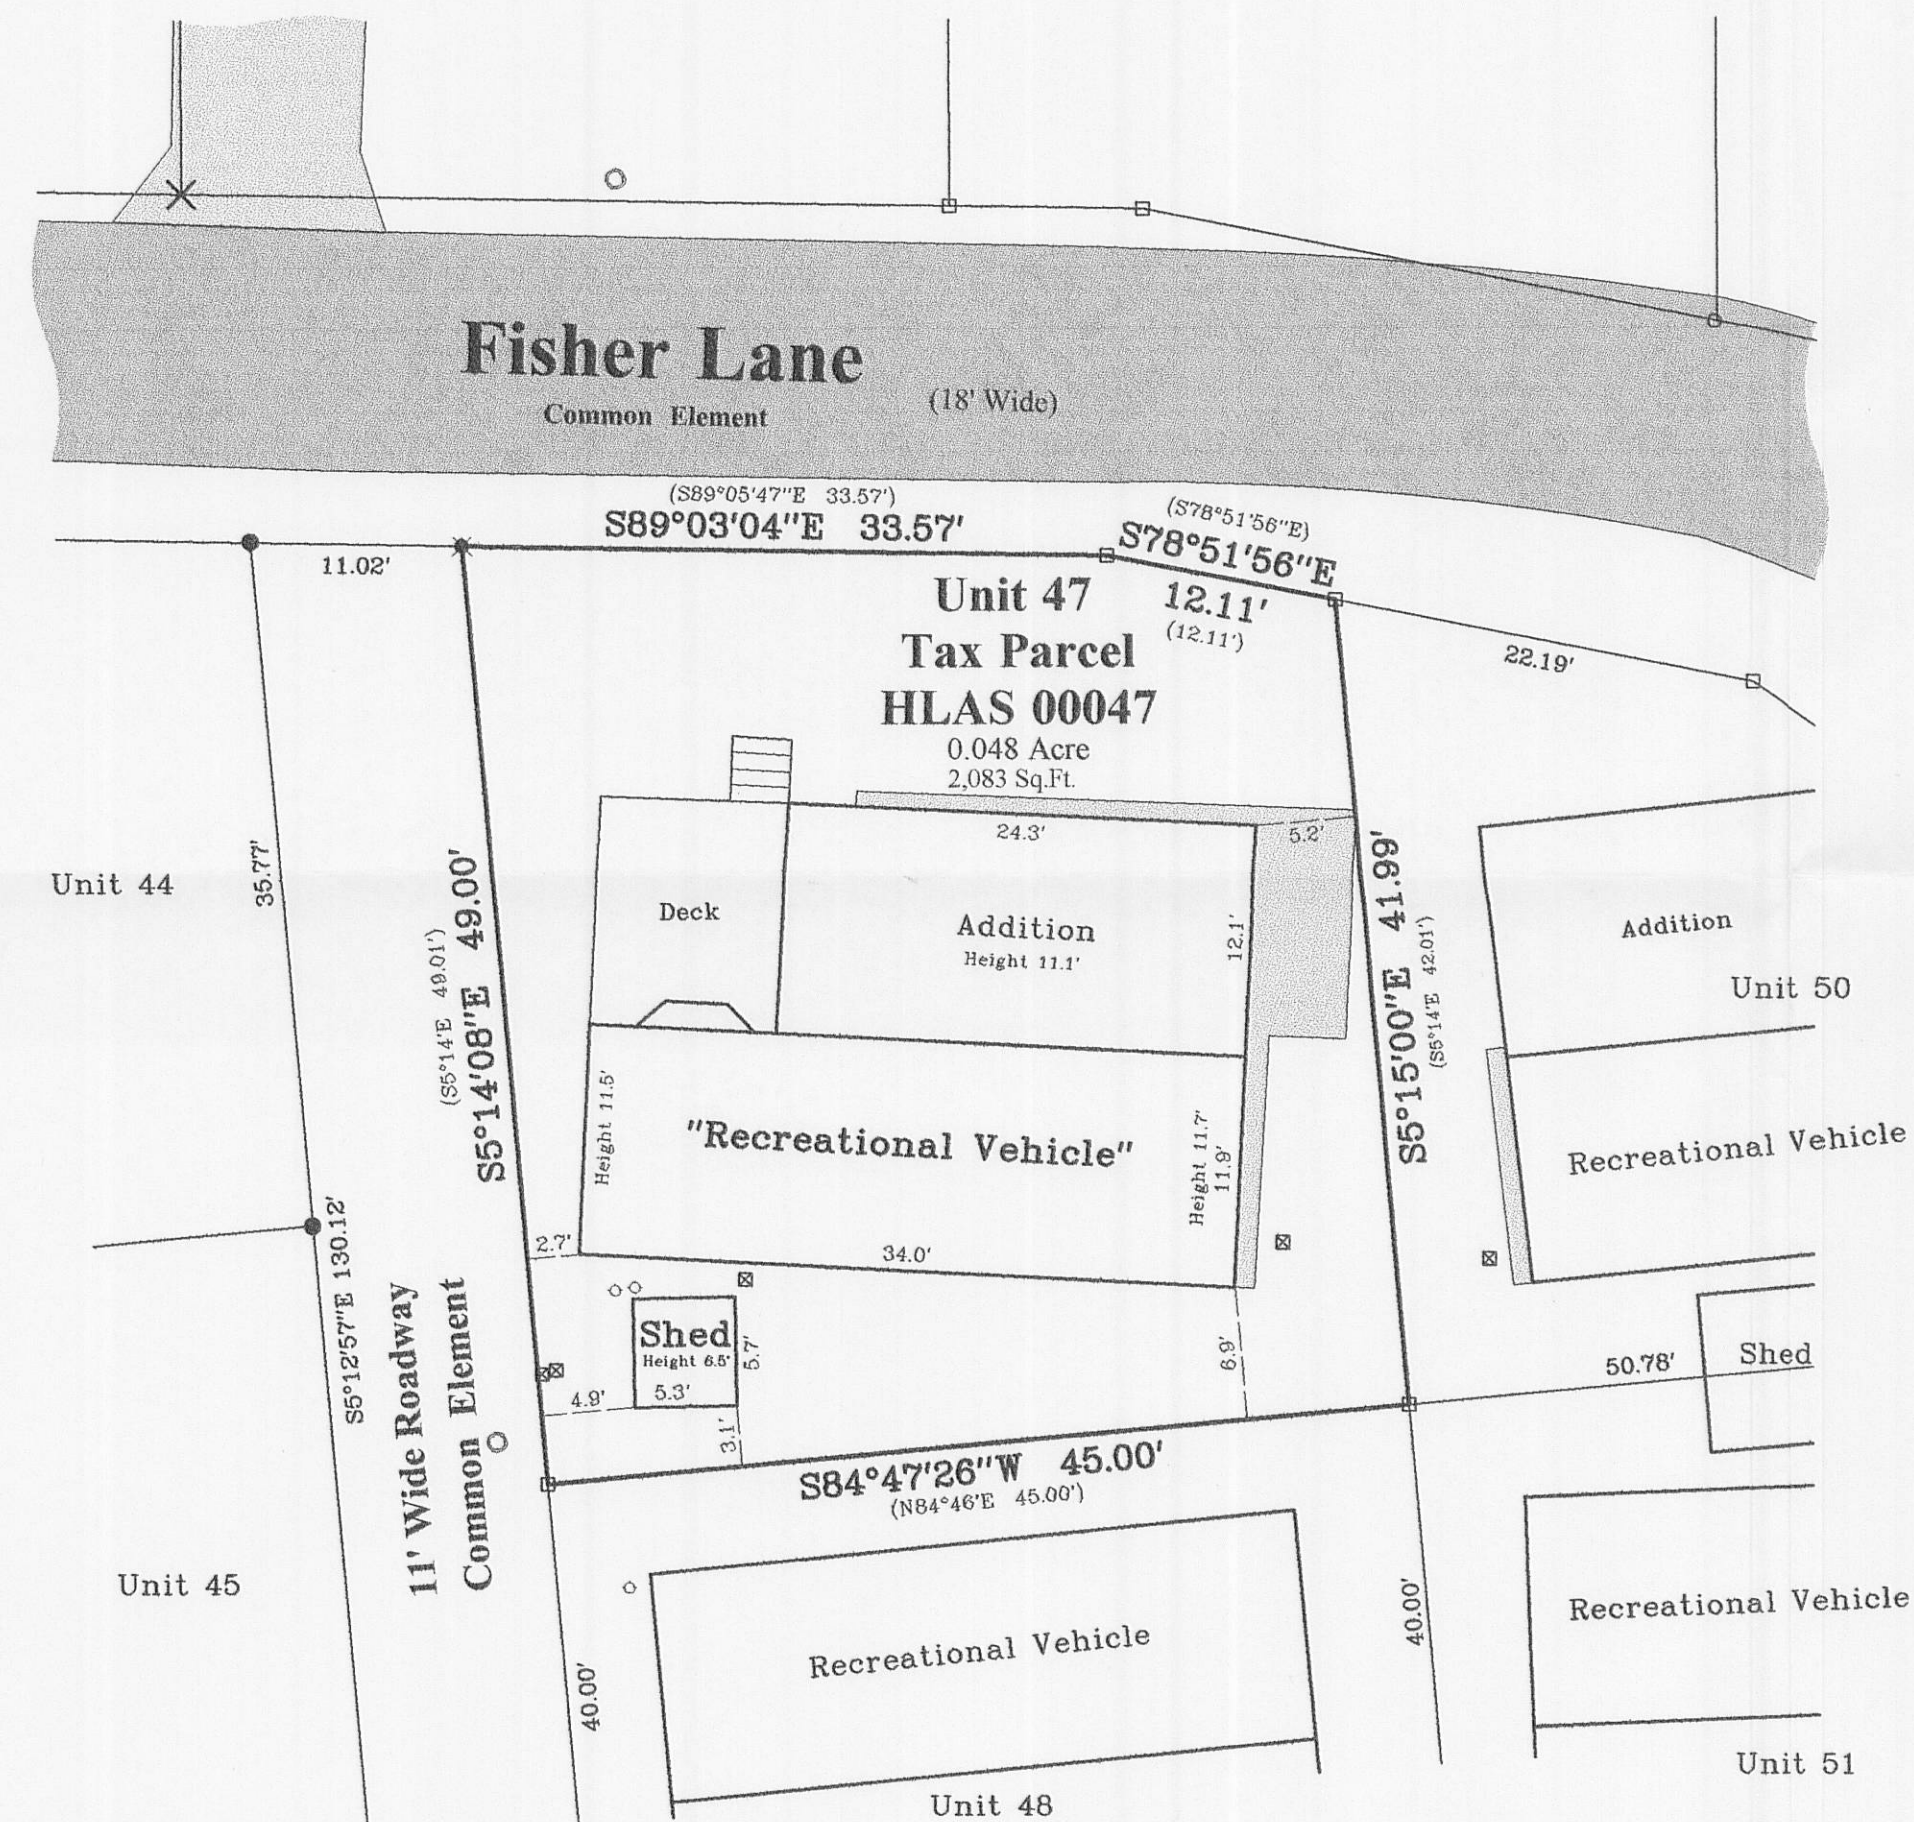 Fisher Lane
Common Element
(18' Wide)
(S89°05'47"E 33.57')
S89°03'04"E 33.57'
(S78°51'56"E)
S78°51'56"E
12.11'
(12.11')
11.02'
22.19'
Unit 47
Tax Parcel
HLAS 00047
0.048 Acre
2,083 Sq.Ft.
24.3'
5.2'
Unit 44
35.77'
S5°14'08"E 49.00'
(S5°14'E 49.01')
Deck
Addition
Height 11.1'
12.1'
S5°15'00"E 41.99'
(S5°14'E 42.01')
Addition
Unit 50
Height 11.5'
"Recreational Vehicle"
Height 11.7'
11.9'
Recreational Vehicle
2.7'
34.0'
S5°12'57"E 130.12'
11' Wide Roadway
Common Element
Shed
Height 6.5'
5.3'
5.7'
4.9'
3.1'
6.9'
50.78'
Shed
S84°47'26"W 45.00'
(N84°46'E 45.00')
Unit 45
40.00'
Recreational Vehicle
40.00'
Recreational Vehicle
Unit 48
Unit 51